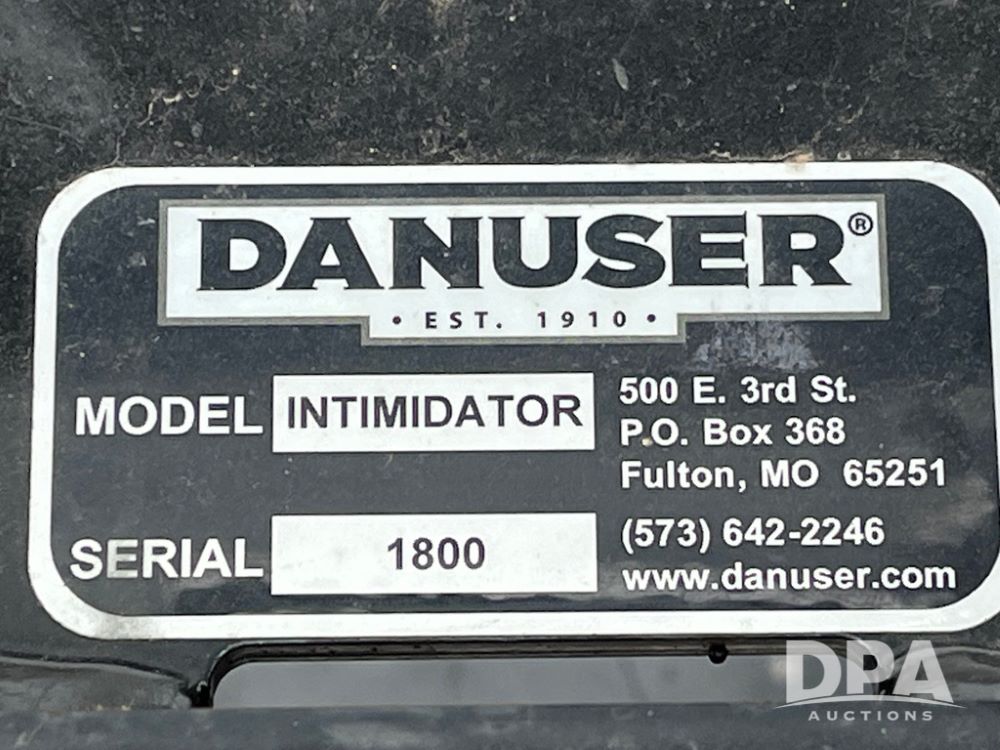 DANUSER®
• EST. 1910 •
MODEL INTIMIDATOR
SERIAL 1800
500 E. 3rd St.
P.O. Box 368
Fulton, MO 65251
(573) 642-2246
www.danuser.com
DPA
AUCTIONS